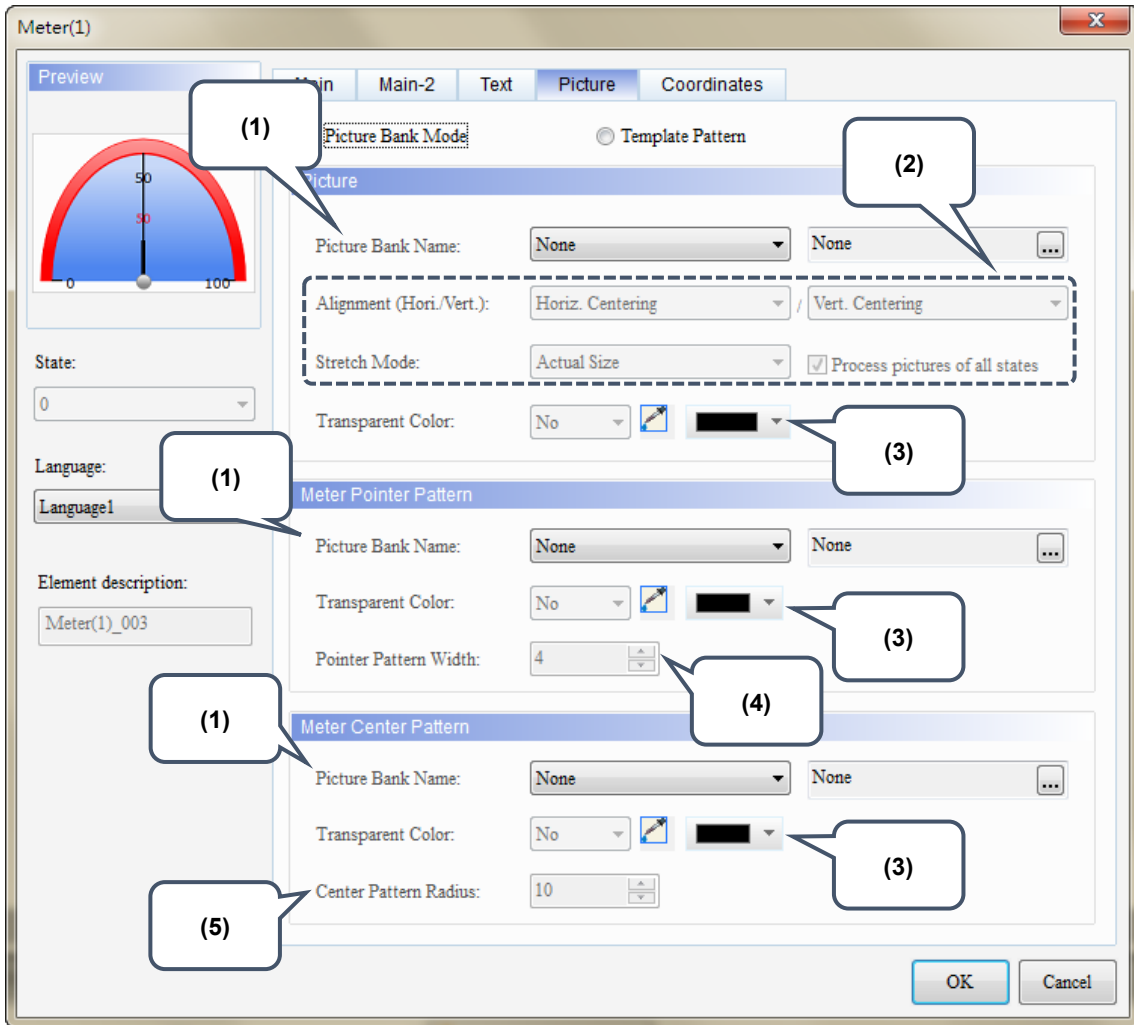 Meter(1)
Preview
50
50
0
100
State:
0
Language:
Language1
Element description:
Meter(1)_003
Main Main-2 Text Picture Coordinates
(1)
Picture Bank Mode Template Pattern
(2)
Picture
Picture Bank Name: None None ...
Alignment (Hori./Vert.): Horiz. Centering / Vert. Centering
Stretch Mode: Actual Size Process pictures of all states
Transparent Color: No
(3)
(1)
Meter Pointer Pattern
Picture Bank Name: None None ...
Transparent Color: No
(3)
Pointer Pattern Width: 4
(4)
(1)
Meter Center Pattern
Picture Bank Name: None None ...
Transparent Color: No
(3)
Center Pattern Radius: 10
(5)
OK Cancel